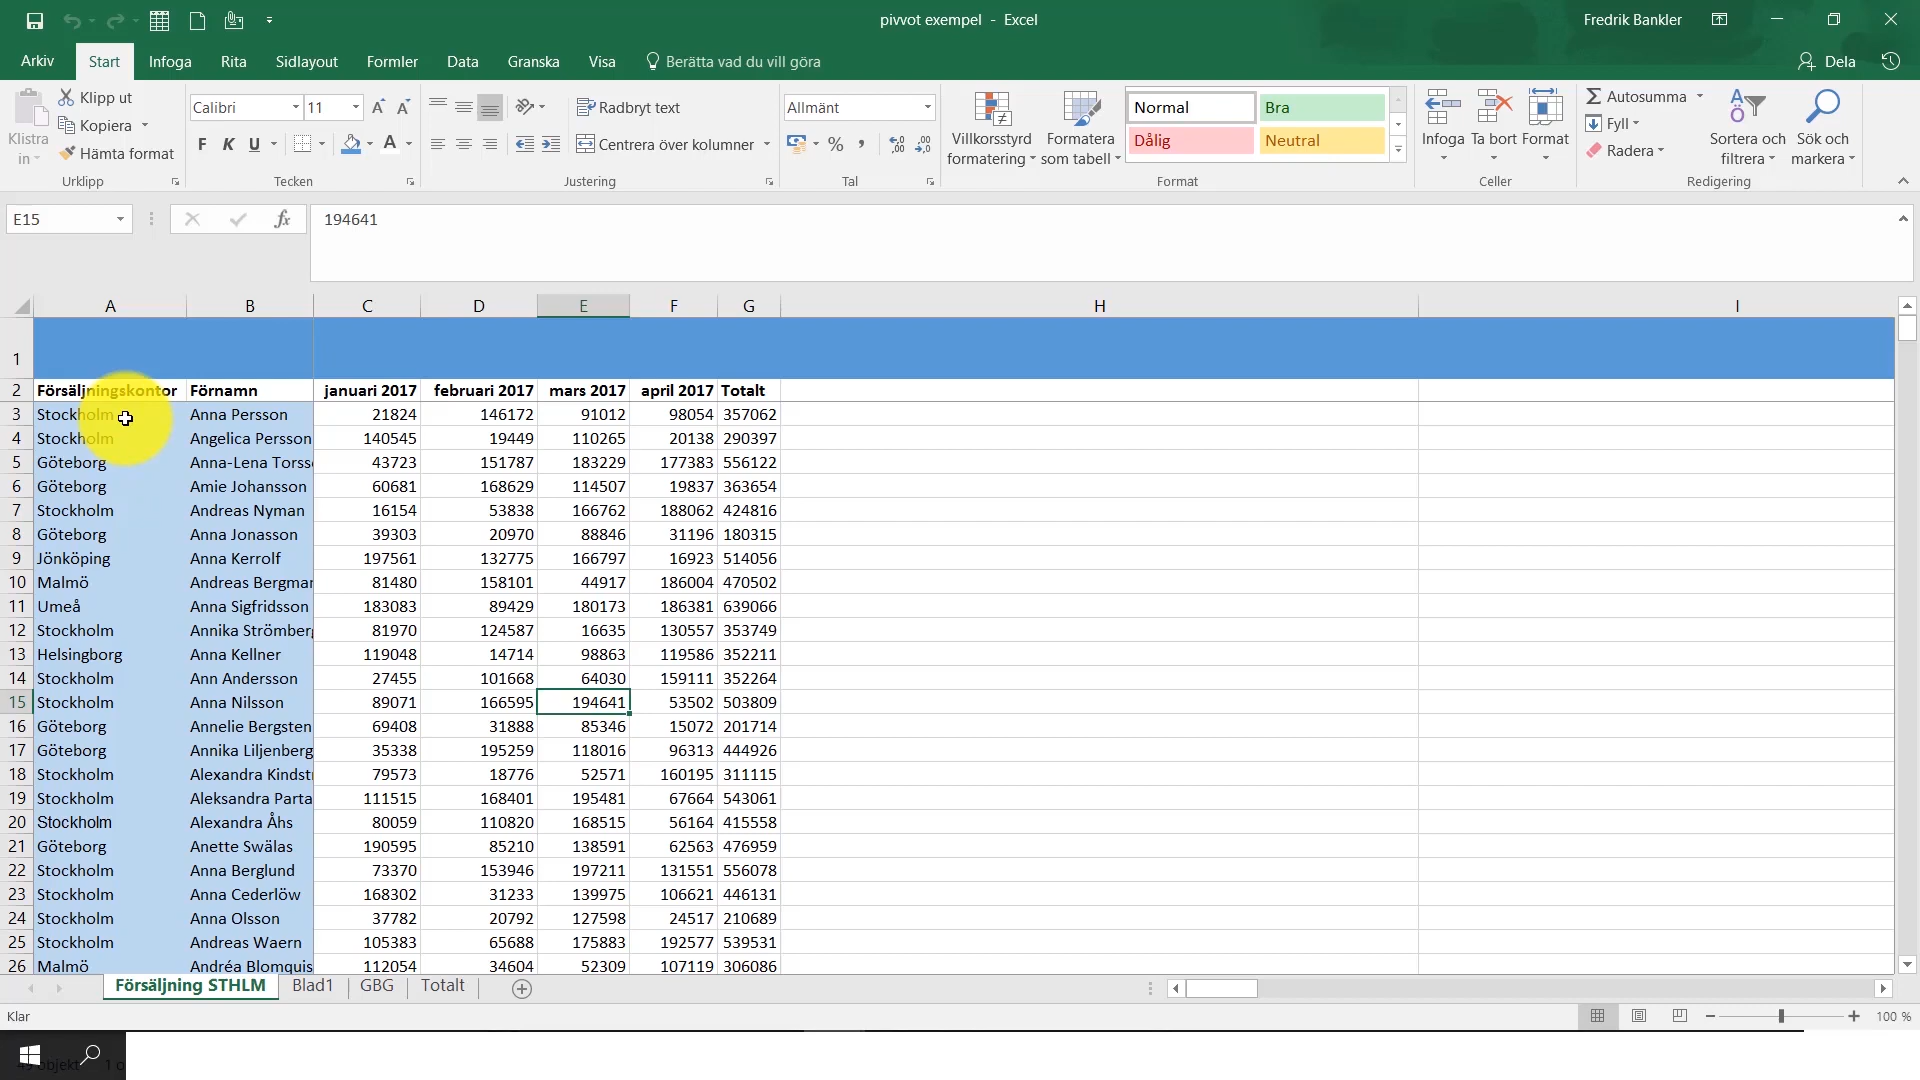 pivvot exempel - Excel
Fredrik Bankler
Arkiv Start Infoga Rita Sidlayout Formler Data Granska Visa Berätta vad du vill göra Dela
Klistra in
Klipp ut
Kopiera
Hämta format
Urklipp
Calibri 11
F K U
Tecken
Radbryt text
Centrera över kolumner
Justering
Allmänt
%
Tal
Villkorsstyrd formatering
Formatera som tabell
Normal Bra
Dålig Neutral
Format
Infoga Ta bort Format
Celler
Autosumma
Fyll
Radera
Sortera och filtrera
Sök och markera
Redigering
E15 fx 194641
A B C D E F G H I
1
2 Försäljningskontor Förnamn januari 2017 februari 2017 mars 2017 april 2017 Totalt
3 Stockholm Anna Persson 21824 146172 91012 98054 357062
4 Stockholm Angelica Persson 140545 19449 110265 20138 290397
5 Göteborg Anna-Lena Torss 43723 151787 183229 177383 556122
6 Göteborg Amie Johansson 60681 168629 114507 19837 363654
7 Stockholm Andreas Nyman 16154 53838 166762 188062 424816
8 Göteborg Anna Jonasson 39303 20970 88846 31196 180315
9 Jönköping Anna Kerrolf 197561 132775 166797 16923 514056
10 Malmö Andreas Bergman 81480 158101 44917 186004 470502
11 Umeå Anna Sigfridsson 183083 89429 180173 186381 639066
12 Stockholm Annika Strömberg 81970 124587 16635 130557 353749
13 Helsingborg Anna Kellner 119048 14714 98863 119586 352211
14 Stockholm Ann Andersson 27455 101668 64030 159111 352264
15 Stockholm Anna Nilsson 89071 166595 194641 53502 503809
16 Göteborg Annelie Bergsten 69408 31888 85346 15072 201714
17 Göteborg Annika Liljenberg 35338 195259 118016 96313 444926
18 Stockholm Alexandra Kindst 79573 18776 52571 160195 311115
19 Stockholm Aleksandra Parta 111515 168401 195481 67664 543061
20 Stockholm Alexandra Åhs 80059 110820 168515 56164 415558
21 Göteborg Anette Swälas 190595 85210 138591 62563 476959
22 Stockholm Anna Berglund 73370 153946 197211 131551 556078
23 Stockholm Anna Cederlöw 168302 31233 139975 106621 446131
24 Stockholm Anna Olsson 37782 20792 127598 24517 210689
25 Stockholm Andreas Waern 105383 65688 175883 192577 539531
26 Malmö Andréa Blomquis 112054 34604 52309 107119 306086
Försäljning STHLM Blad1 GBG Totalt
Klar 100 %